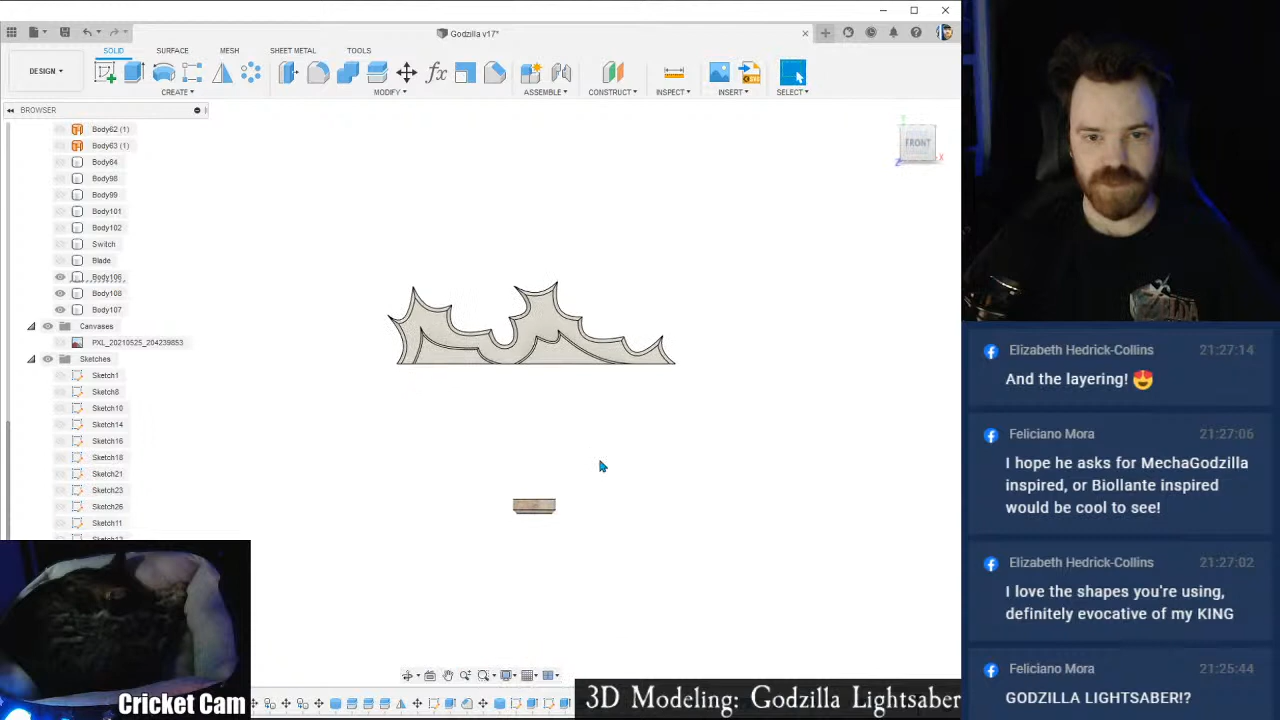 Godzilla v17*
SOLID SURFACE MESH SHEET METAL TOOLS
DESIGN
CREATE MODIFY ASSEMBLE CONSTRUCT INSPECT INSERT SELECT
BROWSER
FRONT
Body62 (1)
Body63 (1)
Body64
Body98
Body99
Body101
Body102
Switch
Blade
Body106
Body108
Body107
Canvases
PXL_20210525_204239853
Sketches
Sketch1
Sketch8
Sketch10
Sketch14
Sketch16
Sketch18
Sketch21
Sketch23
Sketch26
Sketch11
Cricket Cam
3D Modeling: Godzilla Lightsaber
Elizabeth Hedrick-Collins 21:27:14
And the layering! 😍
Feliciano Mora 21:27:06
I hope he asks for MechaGodzilla
inspired, or Biollante inspired
would be cool to see!
Elizabeth Hedrick-Collins 21:27:02
I love the shapes you're using,
definitely evocative of my KING
Feliciano Mora 21:25:44
GODZILLA LIGHTSABER!?